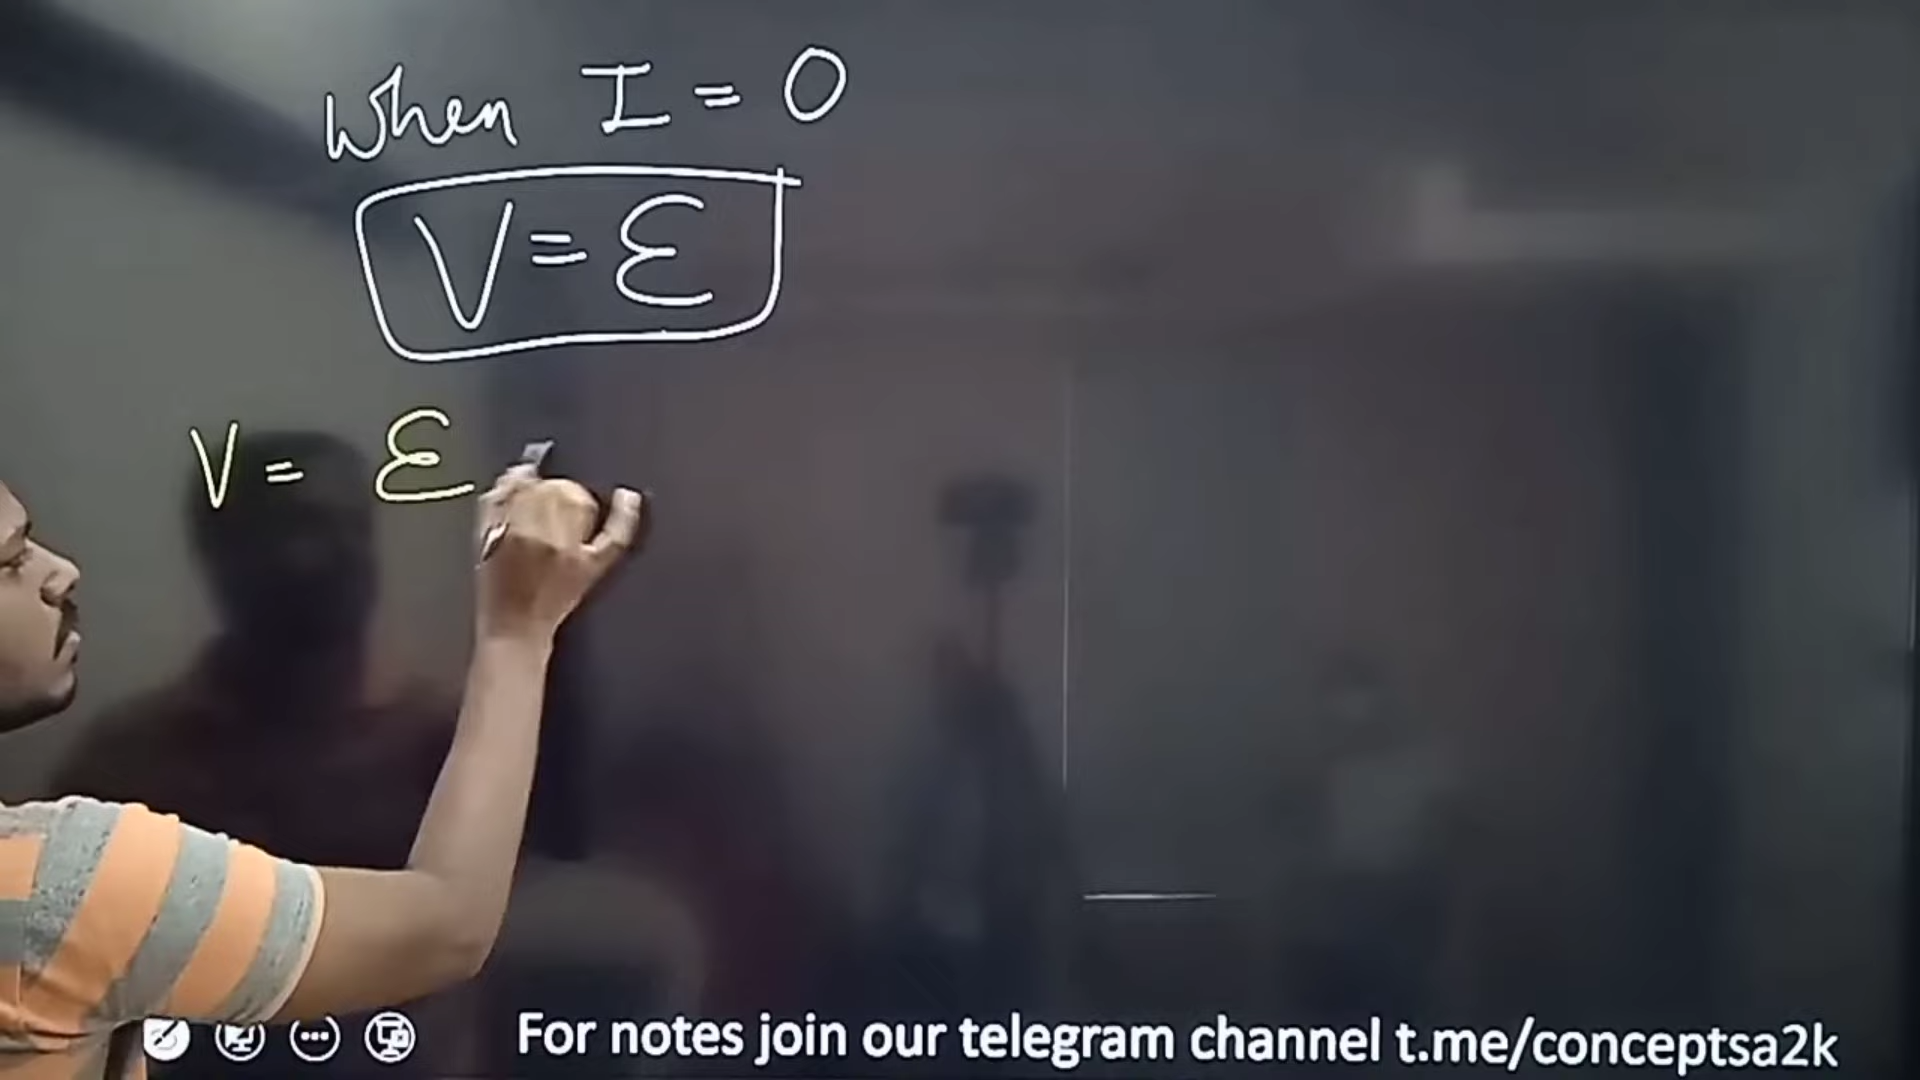 When I = 0
V = ε
V = ε
For notes join our telegram channel t.me/conceptsa2k